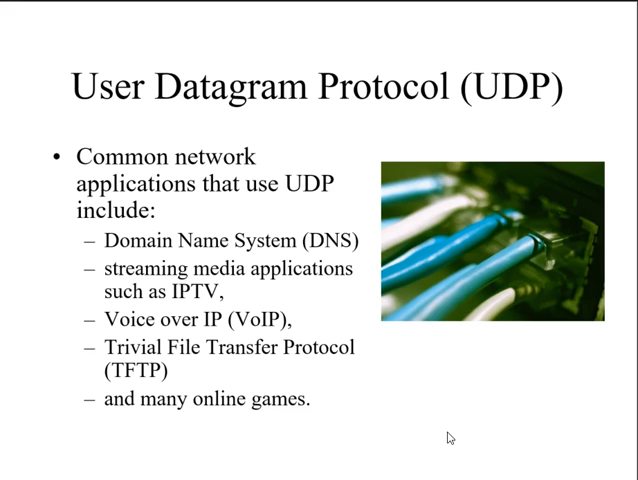 User Datagram Protocol (UDP)
• Common network
applications that use UDP
include:
– Domain Name System (DNS)
– streaming media applications
such as IPTV,
– Voice over IP (VoIP),
– Trivial File Transfer Protocol
(TFTP)
– and many online games.